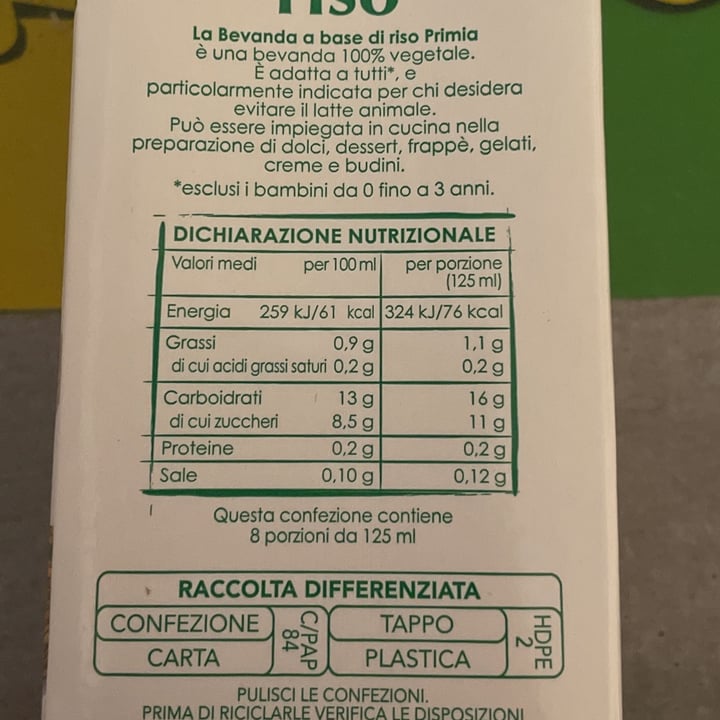 riso
La Bevanda a base di riso Primia
è una bevanda 100% vegetale.
È adatta a tutti*, e
particolarmente indicata per chi desidera
evitare il latte animale.
Può essere impiegata in cucina nella
preparazione di dolci, dessert, frappè, gelati,
creme e budini.
*esclusi i bambini da 0 fino a 3 anni.
DICHIARAZIONE NUTRIZIONALE
Valori medi per 100 ml per porzione
(125 ml)
Energia 259 kJ/61 kcal 324 kJ/76 kcal
Grassi 0,9 g 1,1 g
di cui acidi grassi saturi 0,2 g 0,2 g
Carboidrati 13 g 16 g
di cui zuccheri 8,5 g 11 g
Proteine 0,2 g 0,2 g
Sale 0,10 g 0,12 g
Questa confezione contiene
8 porzioni da 125 ml
RACCOLTA DIFFERENZIATA
CONFEZIONE
CARTA
C/PAP
84
TAPPO
PLASTICA
HDPE
2
PULISCI LE CONFEZIONI.
PRIMA DI RICICLARLE VERIFICA LE DISPOSIZIONI